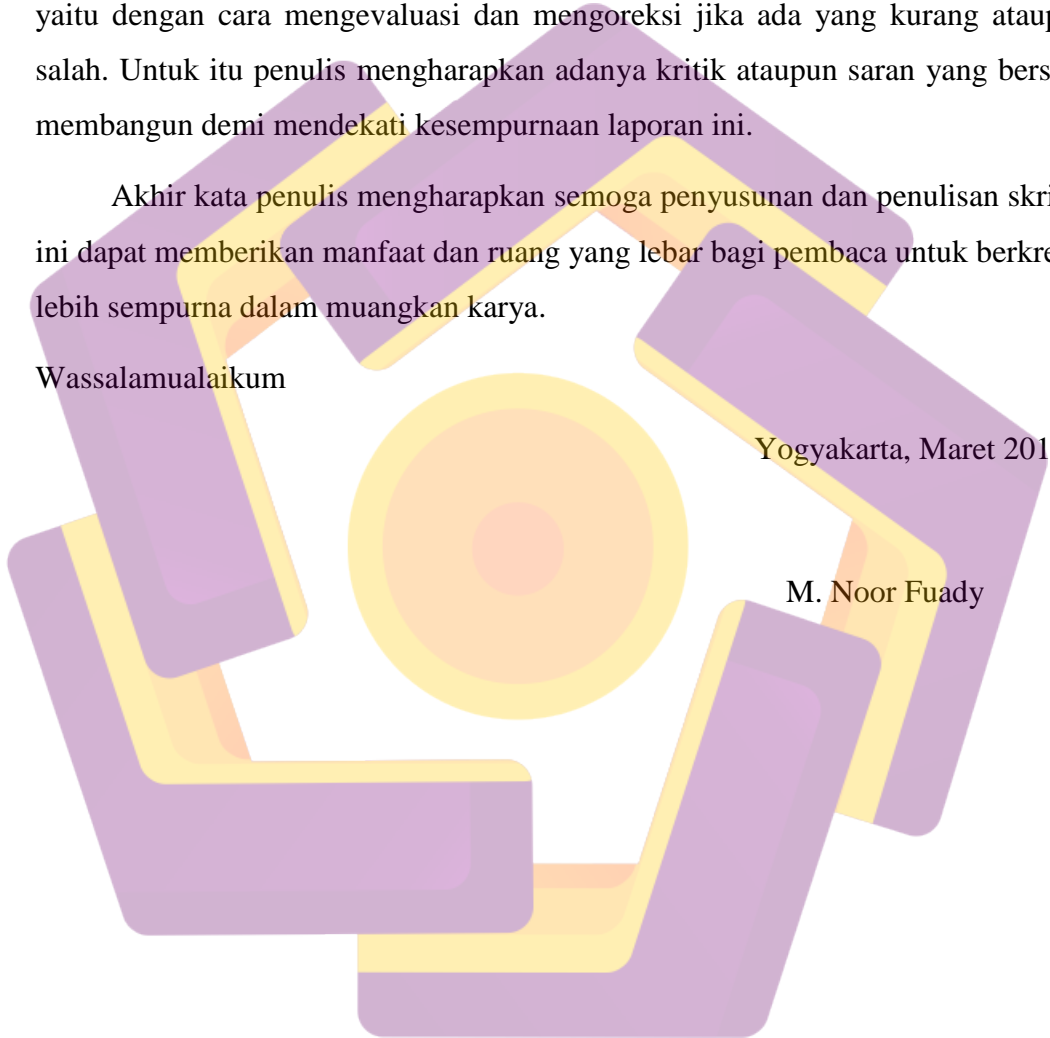 yaitu dengan cara mengevaluasi dan mengoreksi jika ada yang kurang ataup
salah. Untuk itu penulis mengharapkan adanya kritik ataupun saran yang bers
membangun demi mendekati kesempurnaan laporan ini.
Akhir kata penulis mengharapkan semoga penyusunan dan penulisan skri
ini dapat memberikan manfaat dan ruang yang lebar bagi pembaca untuk berkre
lebih sempurna dalam muangkan karya.
Wassalamualaikum
Yogyakarta, Maret 201
M. Noor Fuady